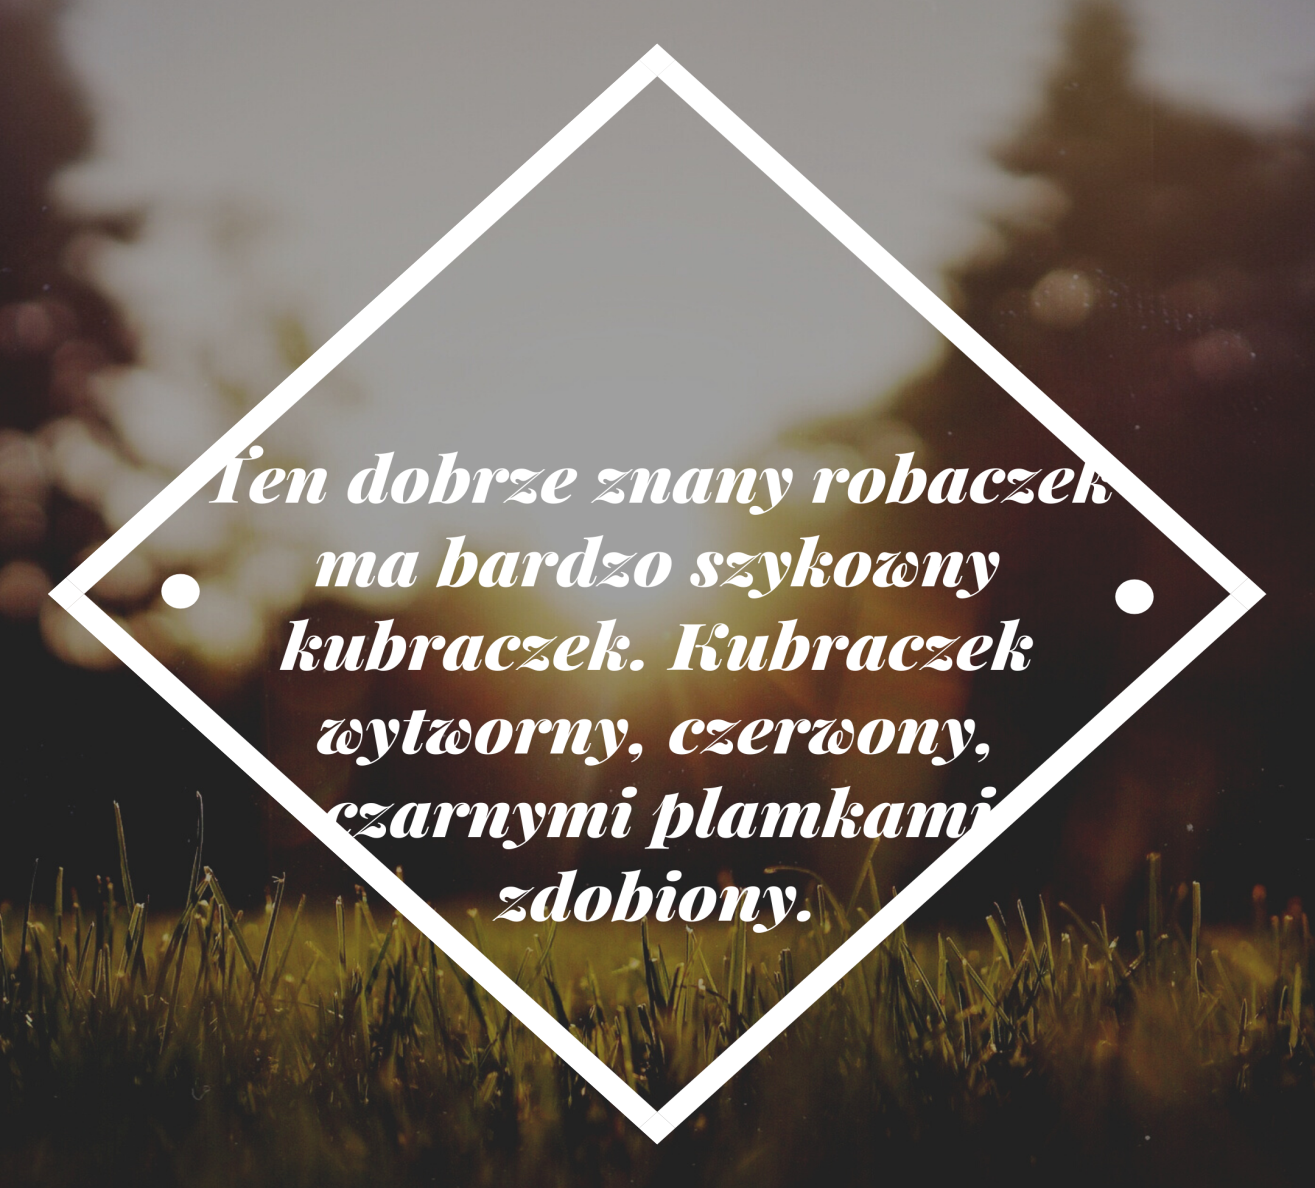 Ten dobrze znany robaczek
ma bardzo szykowny
kubraczek. Kubraczek
wytworny, czerwony,
czarnymi plamkami
zdobiony.